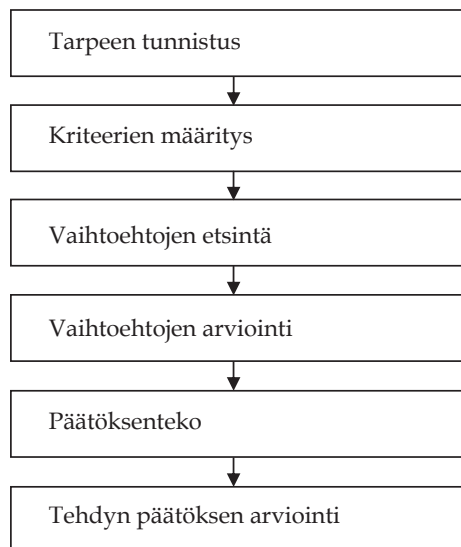 Tarpeen tunnistus
Kriteerien määritys
Vaihtoehtojen etsintä
Vaihtoehtojen arviointi
Päätöksenteko
Tehdyn päätöksen arviointi